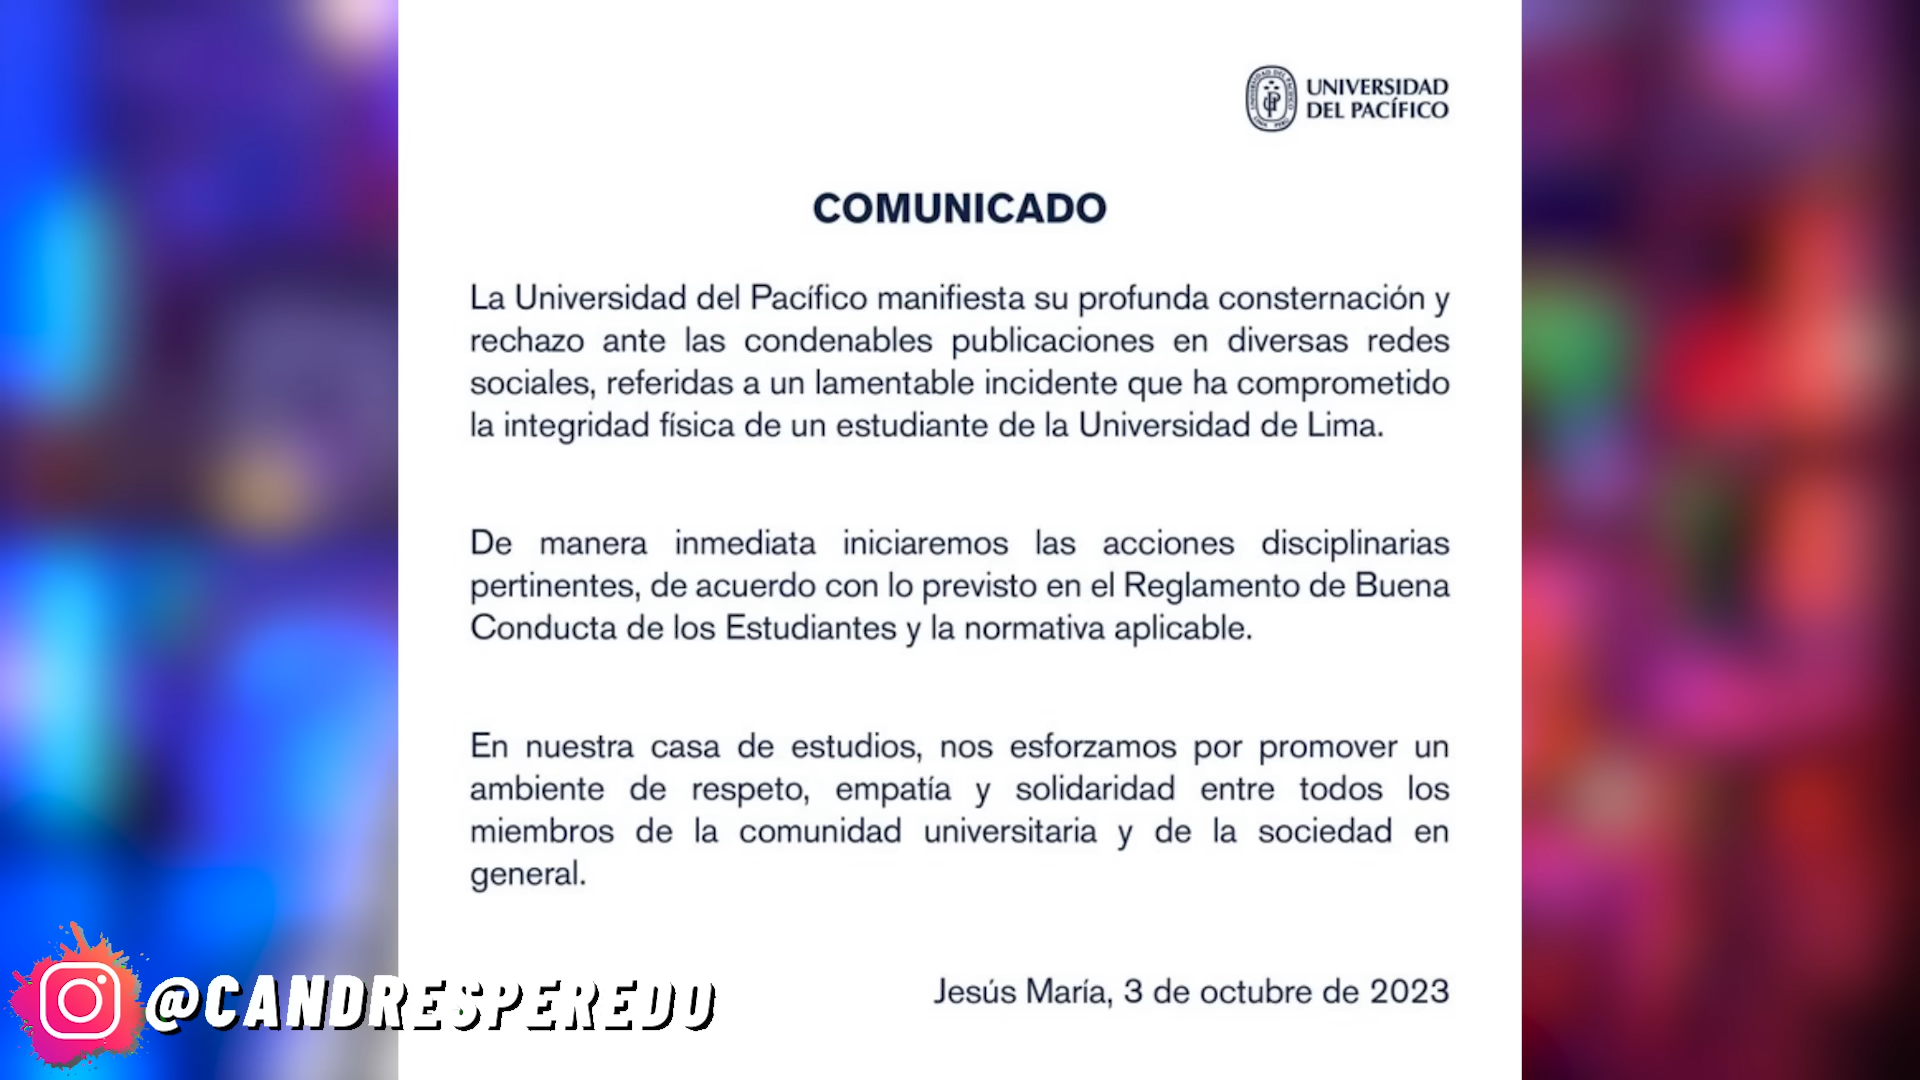 UNIVERSIDAD
DEL PACÍFICO
COMUNICADO
La Universidad del Pacífico manifiesta su profunda consternación y
rechazo ante las condenables publicaciones en diversas redes
sociales, referidas a un lamentable incidente que ha comprometido
la integridad física de un estudiante de la Universidad de Lima.
De manera inmediata iniciaremos las acciones disciplinarias
pertinentes, de acuerdo con lo previsto en el Reglamento de Buena
Conducta de los Estudiantes y la normativa aplicable.
En nuestra casa de estudios, nos esforzamos por promover un
ambiente de respeto, empatía y solidaridad entre todos los
miembros de la comunidad universitaria y de la sociedad en
general.
Jesús María, 3 de octubre de 2023
@CANDRESPEREDO